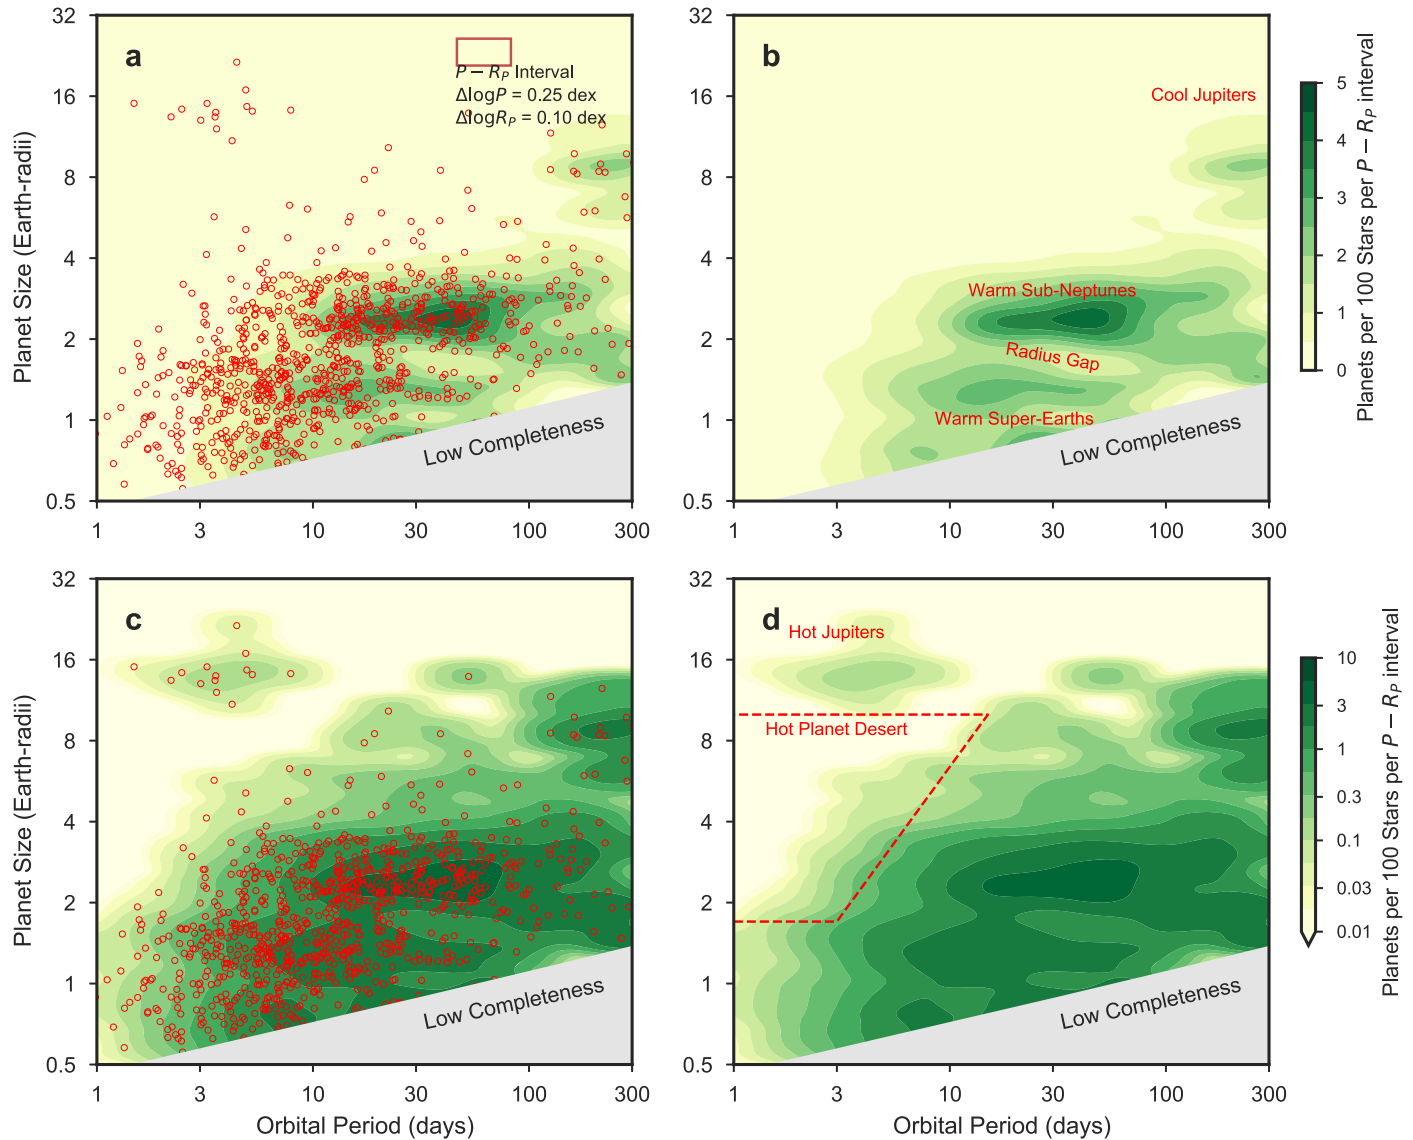 a
P − R_P Interval
ΔlogP = 0.25 dex
ΔlogR_P = 0.10 dex
Low Completeness
Planet Size (Earth-radii)
32
16
8
4
2
1
0.5
1
3
10
30
100
300
b
Cool Jupiters
Warm Sub-Neptunes
Radius Gap
Warm Super-Earths
Low Completeness
32
16
8
4
2
1
0.5
1
3
10
30
100
300
5
4
3
2
1
0
Planets per 100 Stars per P − R_P interval
c
Low Completeness
Planet Size (Earth-radii)
32
16
8
4
2
1
0.5
1
3
10
30
100
300
Orbital Period (days)
d
Hot Jupiters
Hot Planet Desert
Low Completeness
32
16
8
4
2
1
0.5
1
3
10
30
100
300
Orbital Period (days)
10
3
1
0.3
0.1
0.03
0.01
Planets per 100 Stars per P − R_P interval